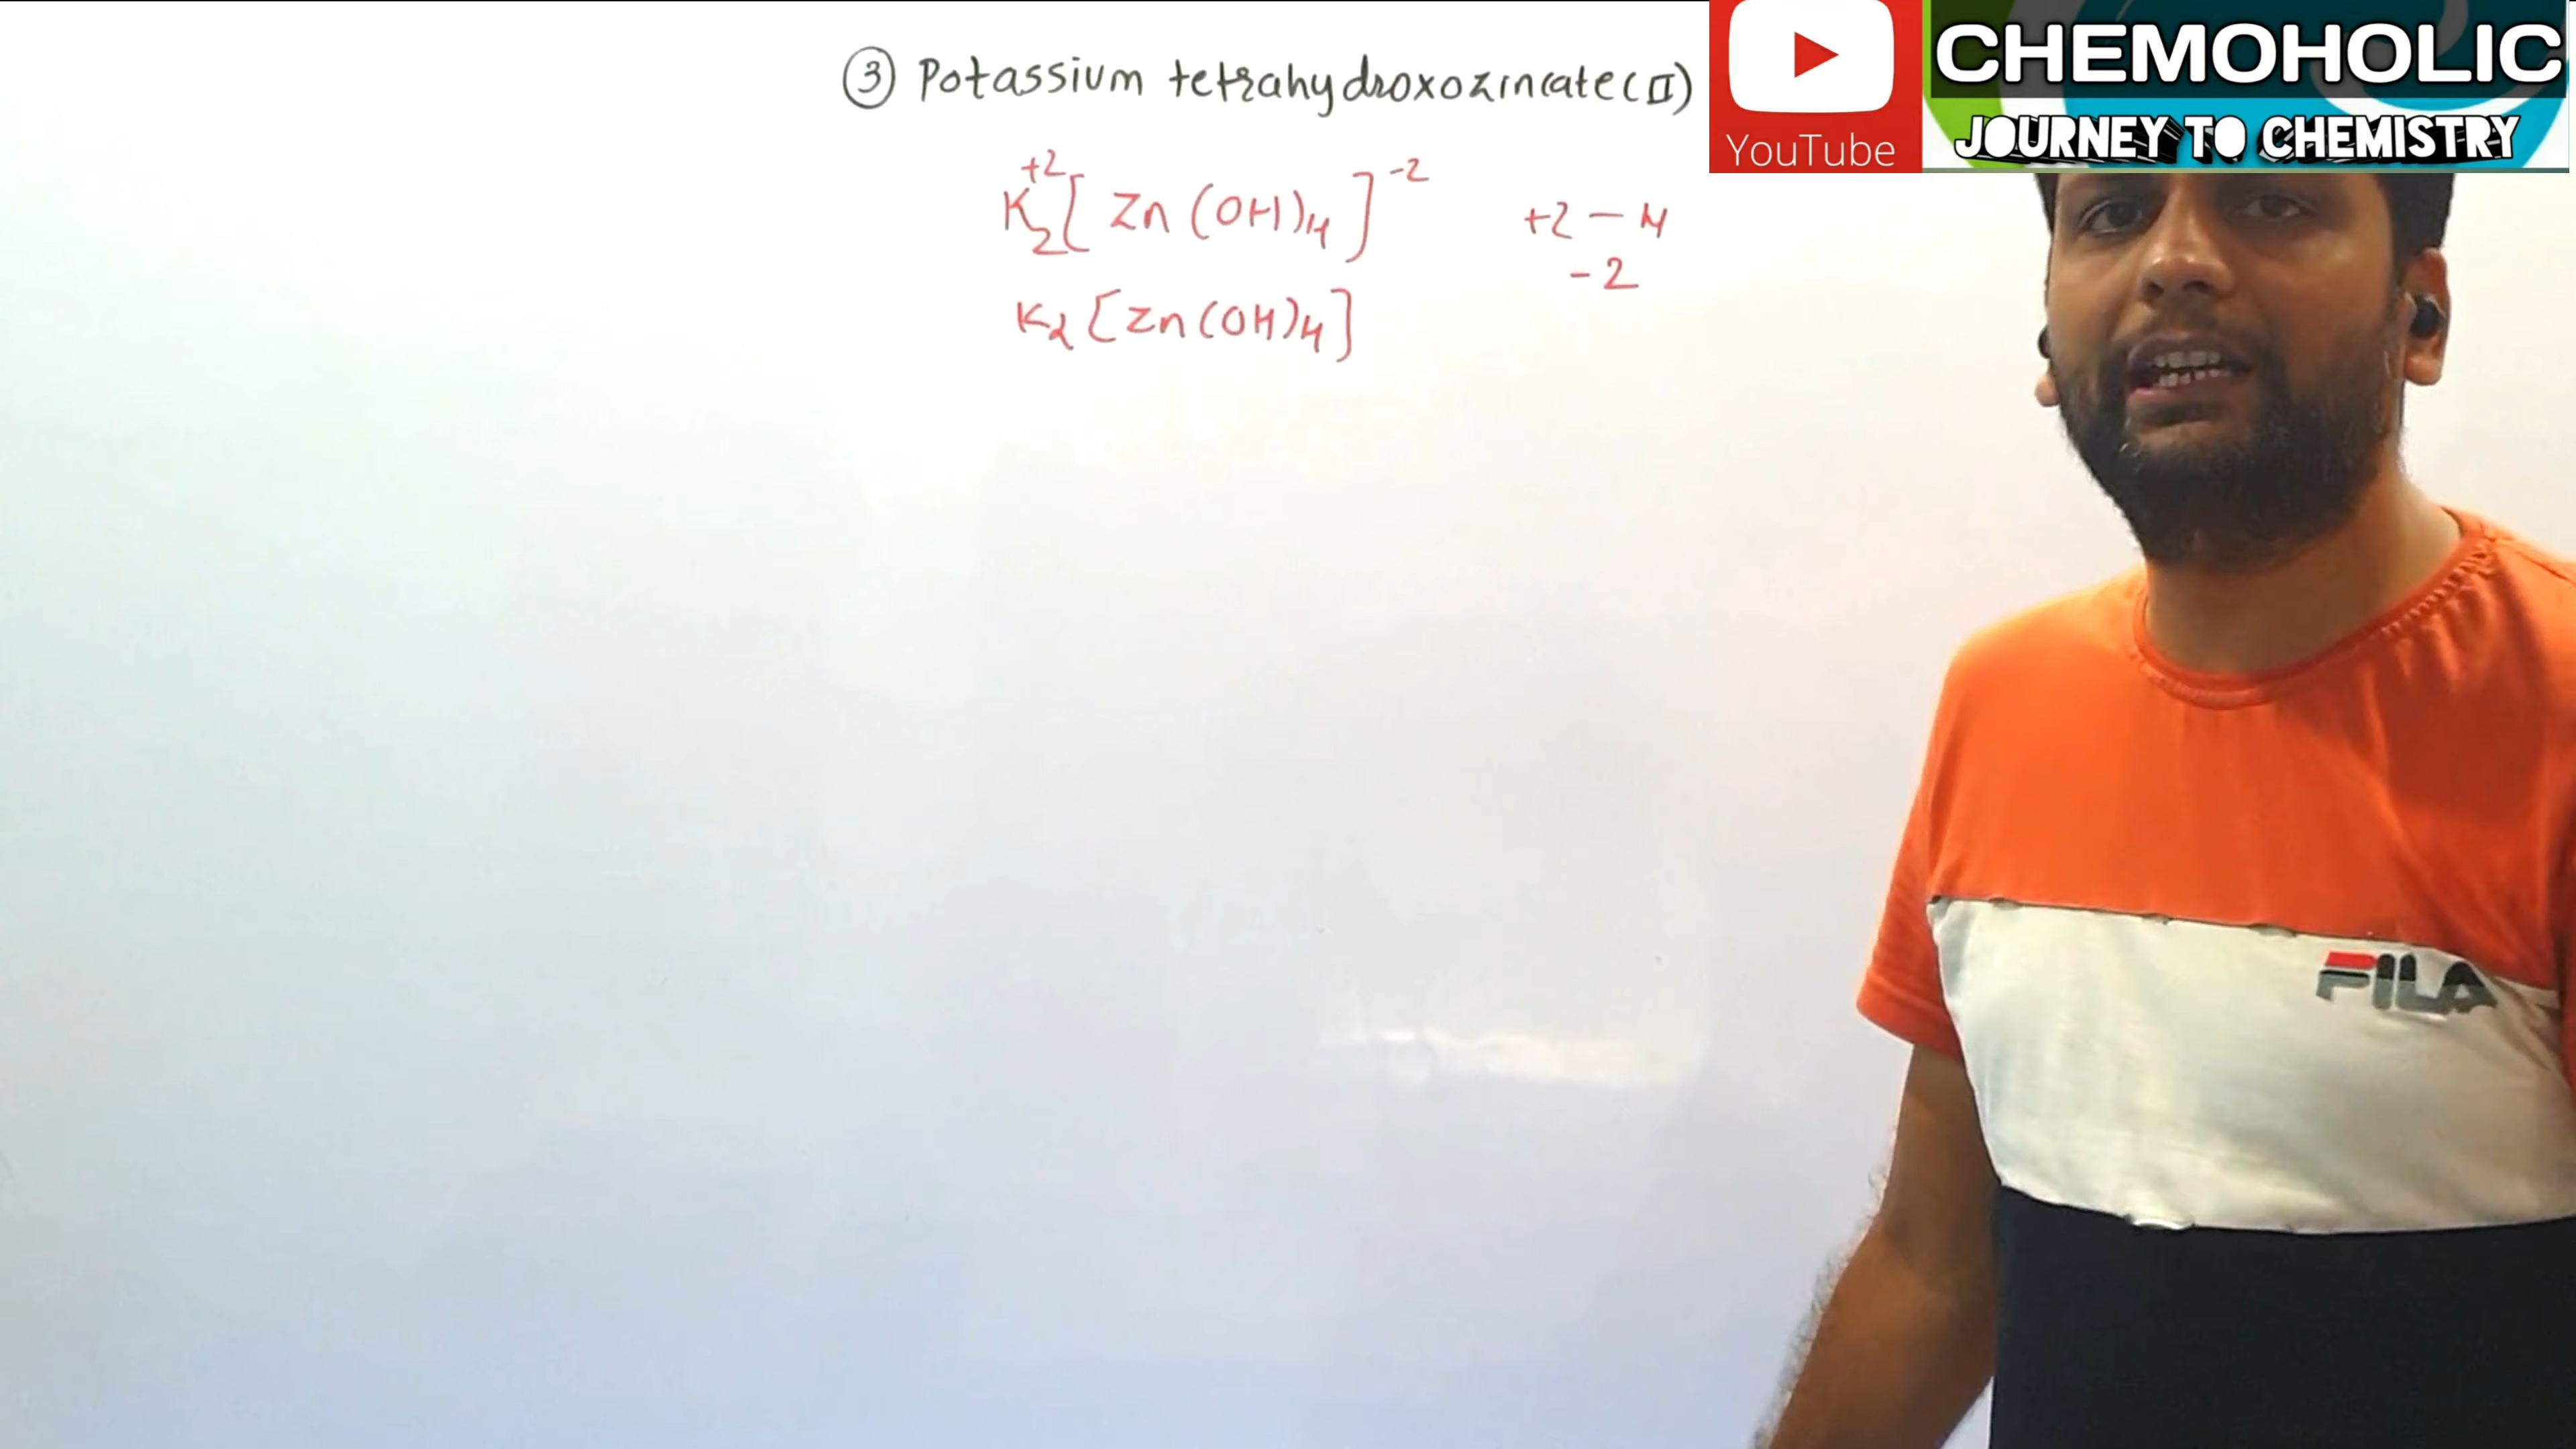 ③ Potassium tetrahydroxozincate(II)
YouTube
CHEMOHOLIC
JOURNEY TO CHEMISTRY
K₂⁺²[Zn(OH)₄]⁻²
+2 – 4
-2
K₂[Zn(OH)₄]
FILA